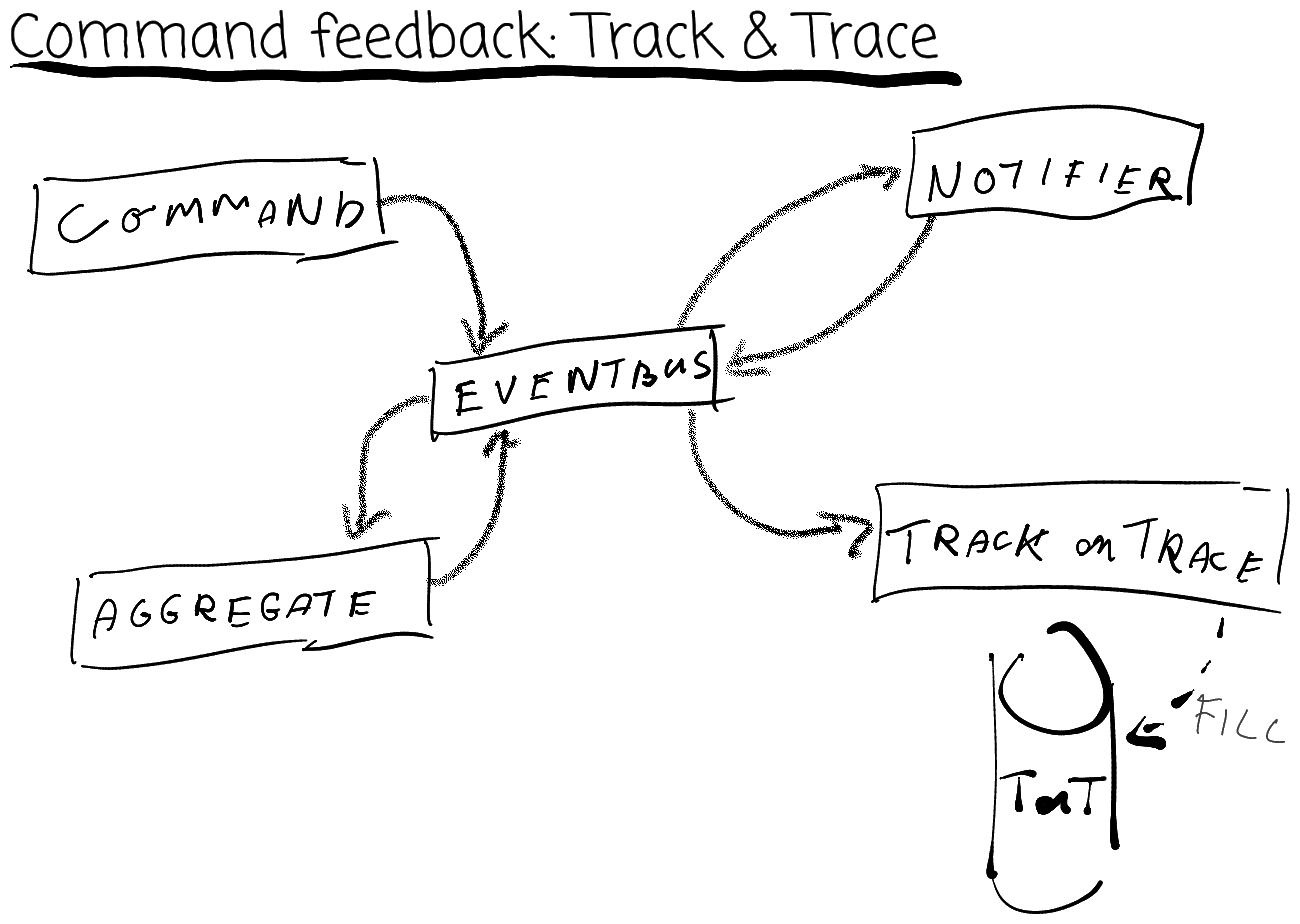 Command feedback: Track & Trace
COMMAND
NOTIFIER
EVENTBUS
TRACK on TRACE
AGGREGATE
FILL
TnT